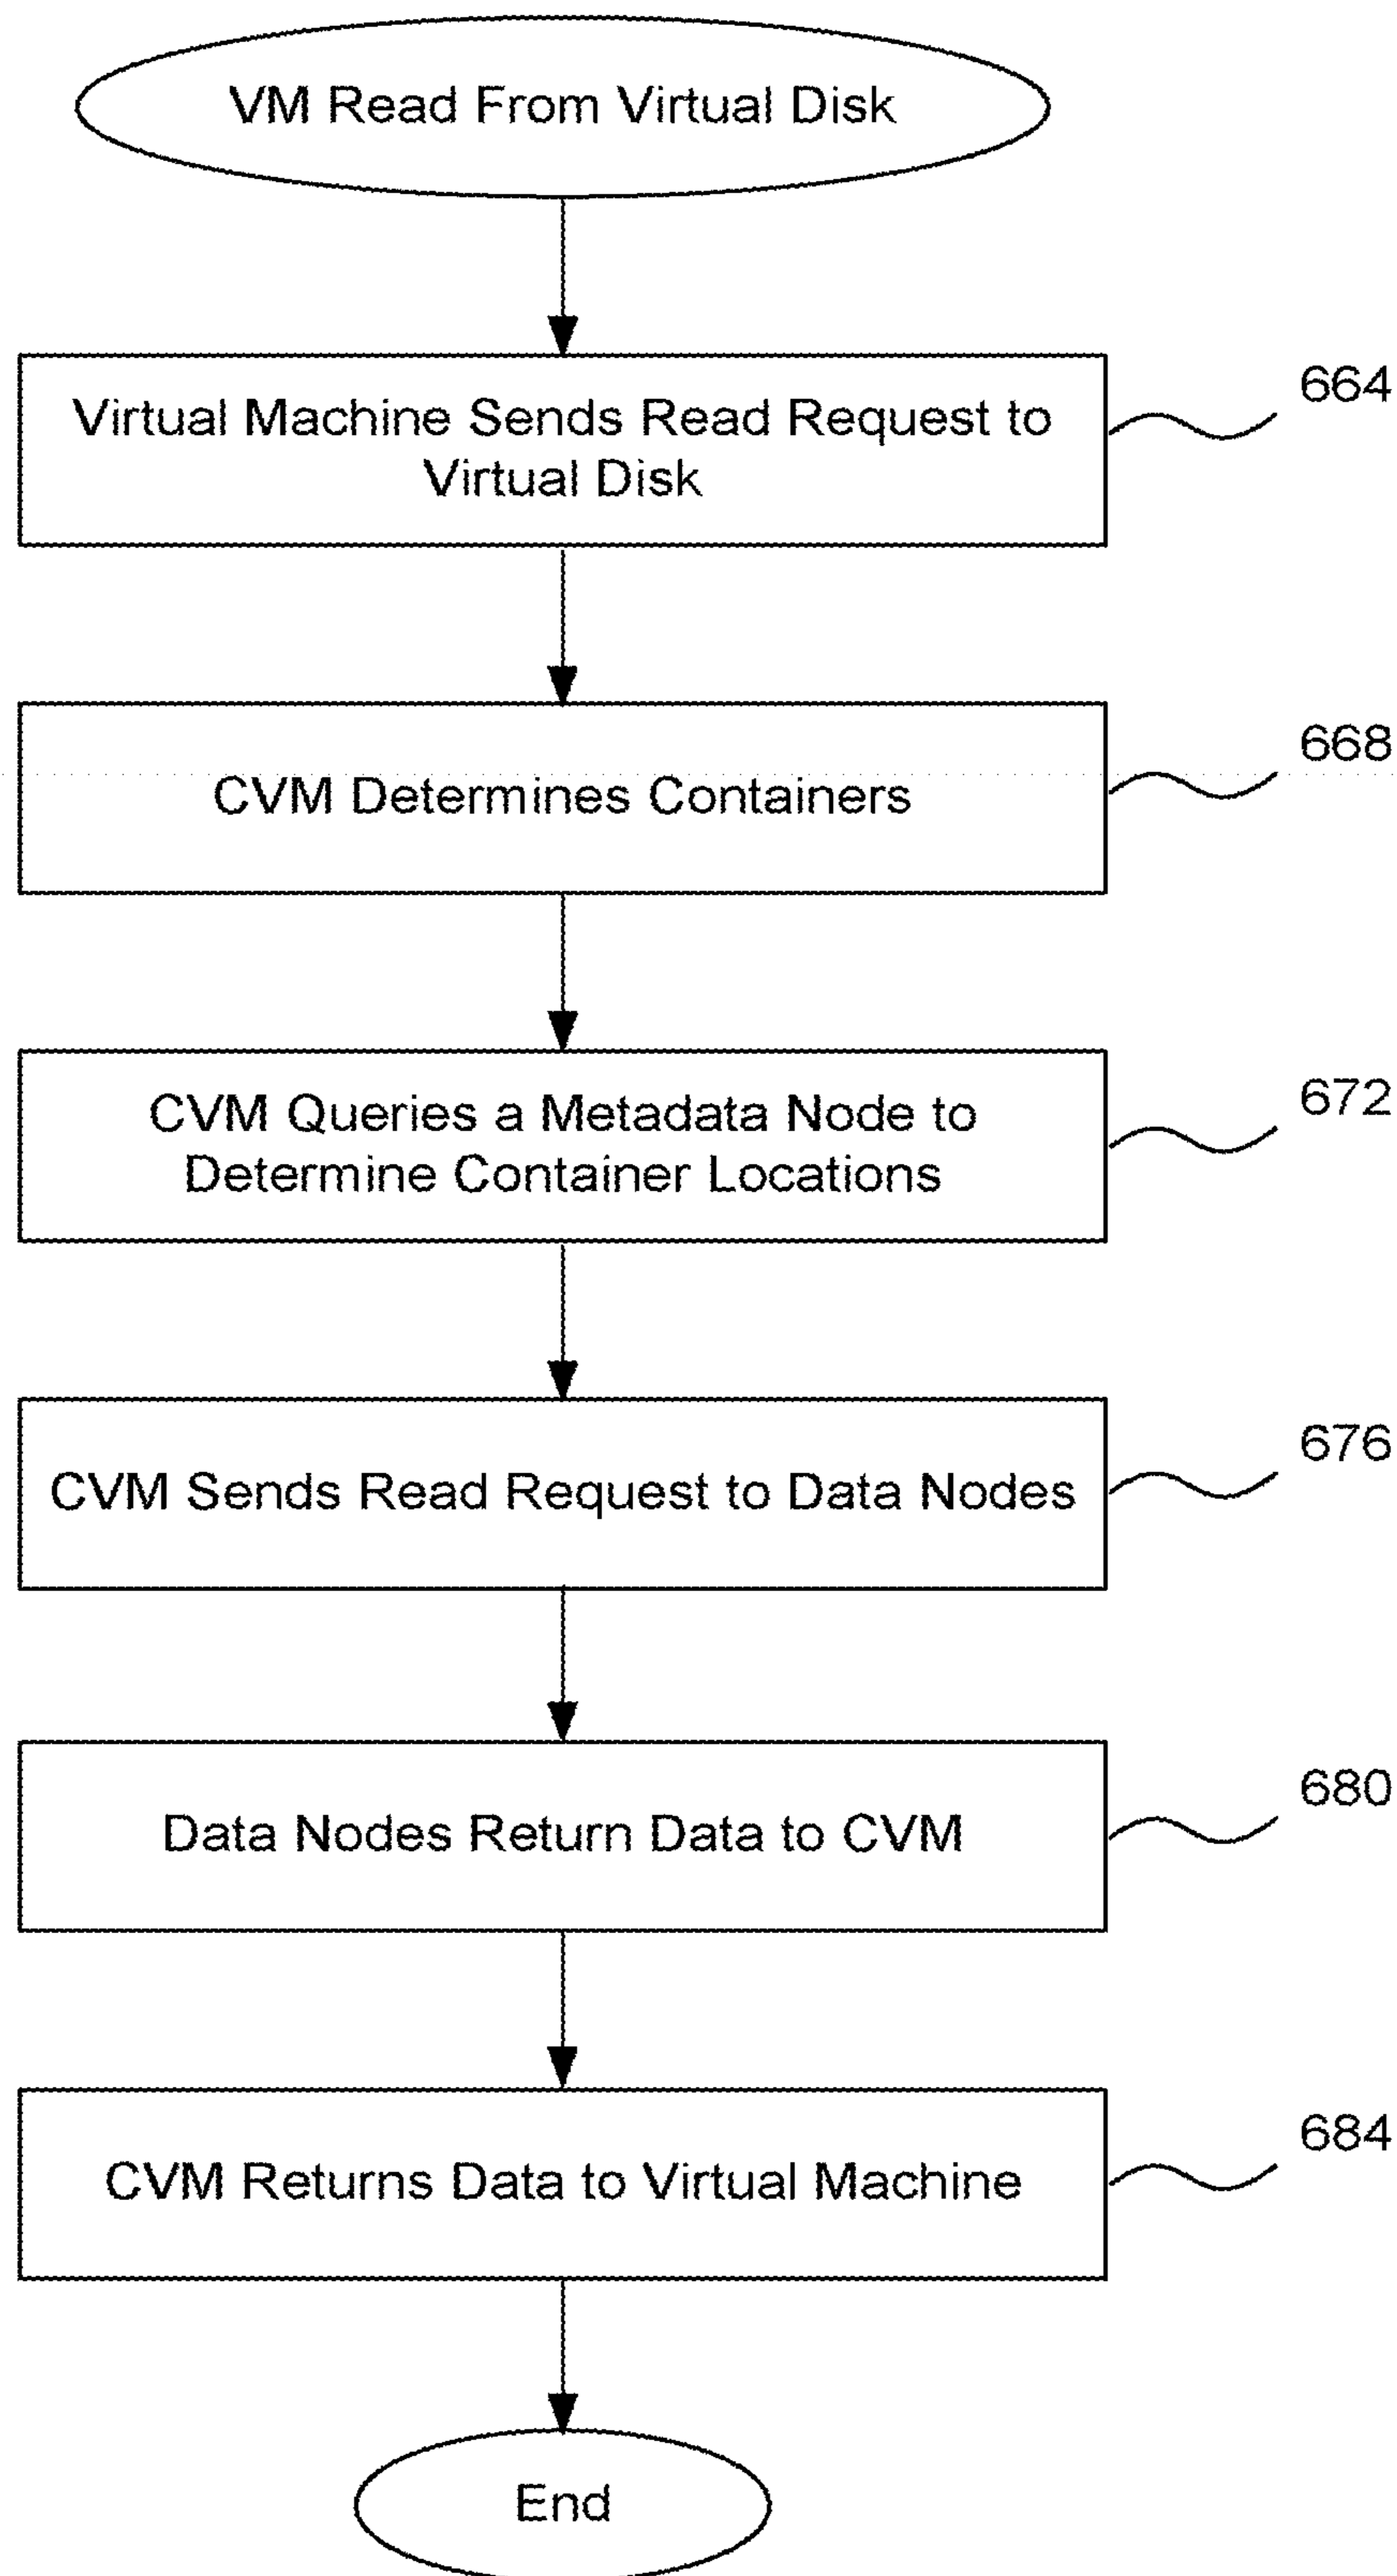 VM Read From Virtual Disk
664
Virtual Machine Sends Read Request to
Virtual Disk
668
CVM Determines Containers
672
CVM Queries a Metadata Node to
Determine Container Locations
676
CVM Sends Read Request to Data Nodes
680
Data Nodes Return Data to CVM
684
CVM Returns Data to Virtual Machine
End